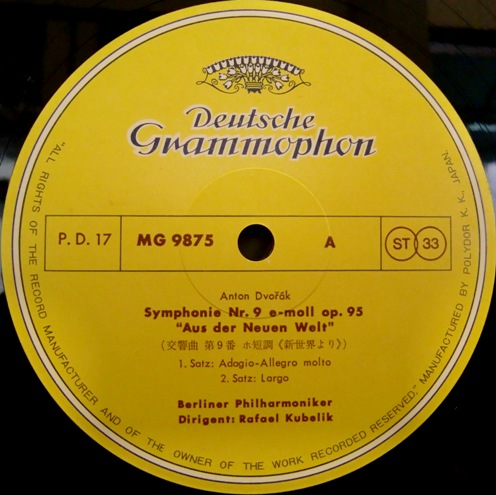 Deutsche
Grammophon
P. D. 17
MG 9875
A
ST 33
Anton Dvořák
Symphonie Nr. 9 e-moll op. 95
"Aus der Neuen Welt"
(交響曲 第9番 ホ短調《新世界より》)
1. Satz: Adagio-Allegro molto
2. Satz: Largo
Berliner Philharmoniker
Dirigent: Rafael Kubelik
"ALL RIGHTS OF THE RECORD MANUFACTURER AND OF THE OWNER OF THE WORK RECORDED RESERVED." MANUFACTURED BY POLYDOR K. K., JAPAN.